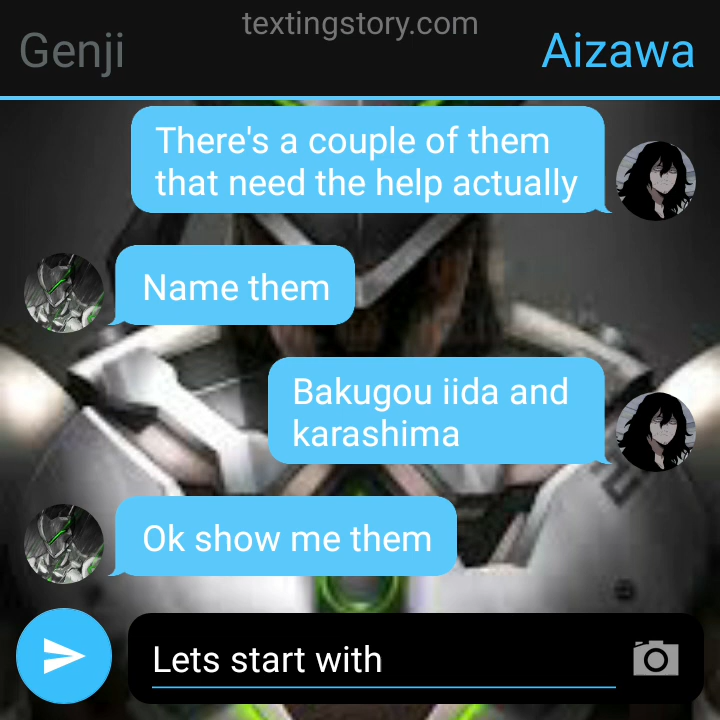 textingstory.com
Genji
Aizawa
There's a couple of them
that need the help actually
Name them
Bakugou iida and
karashima
Ok show me them
Lets start with